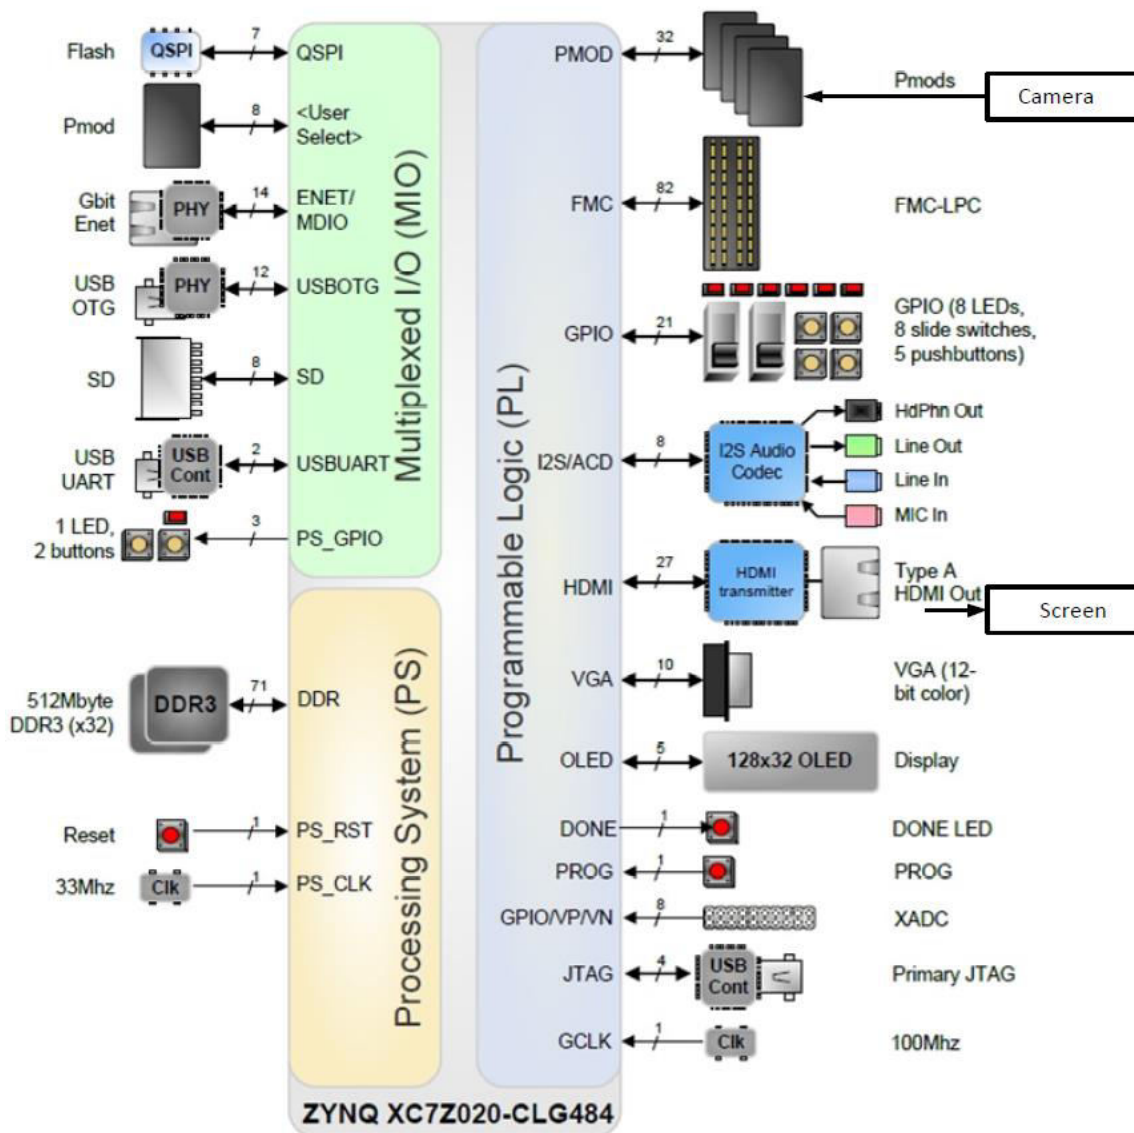 Flash
QSPI
7
QSPI
Pmod
8
<User
Select>
Gbit
Enet
PHY
14
ENET/
MDIO
USB
OTG
PHY
12
USBOTG
SD
8
SD
USB
UART
USB
Cont
2
USBUART
1 LED,
2 buttons
3
PS_GPIO
Multiplexed I/O (MIO)
512Mbyte
DDR3 (x32)
DDR3
71
DDR
Reset
1
PS_RST
33Mhz
Clk
1
PS_CLK
Processing System (PS)
Programmable Logic (PL)
PMOD
32
Pmods
Camera
FMC
82
FMC-LPC
GPIO
21
GPIO (8 LEDs,
8 slide switches,
5 pushbuttons)
I2S/ACD
8
I2S Audio
Codec
HdPhn Out
Line Out
Line In
MIC In
HDMI
27
HDMI
transmitter
Type A
HDMI Out
Screen
VGA
10
VGA (12-
bit color)
OLED
5
128x32 OLED
Display
DONE
1
DONE LED
PROG
1
PROG
GPIO/VP/VN
8
XADC
JTAG
4
USB
Cont
Primary JTAG
GCLK
1
Clk
100Mhz
ZYNQ XC7Z020-CLG484